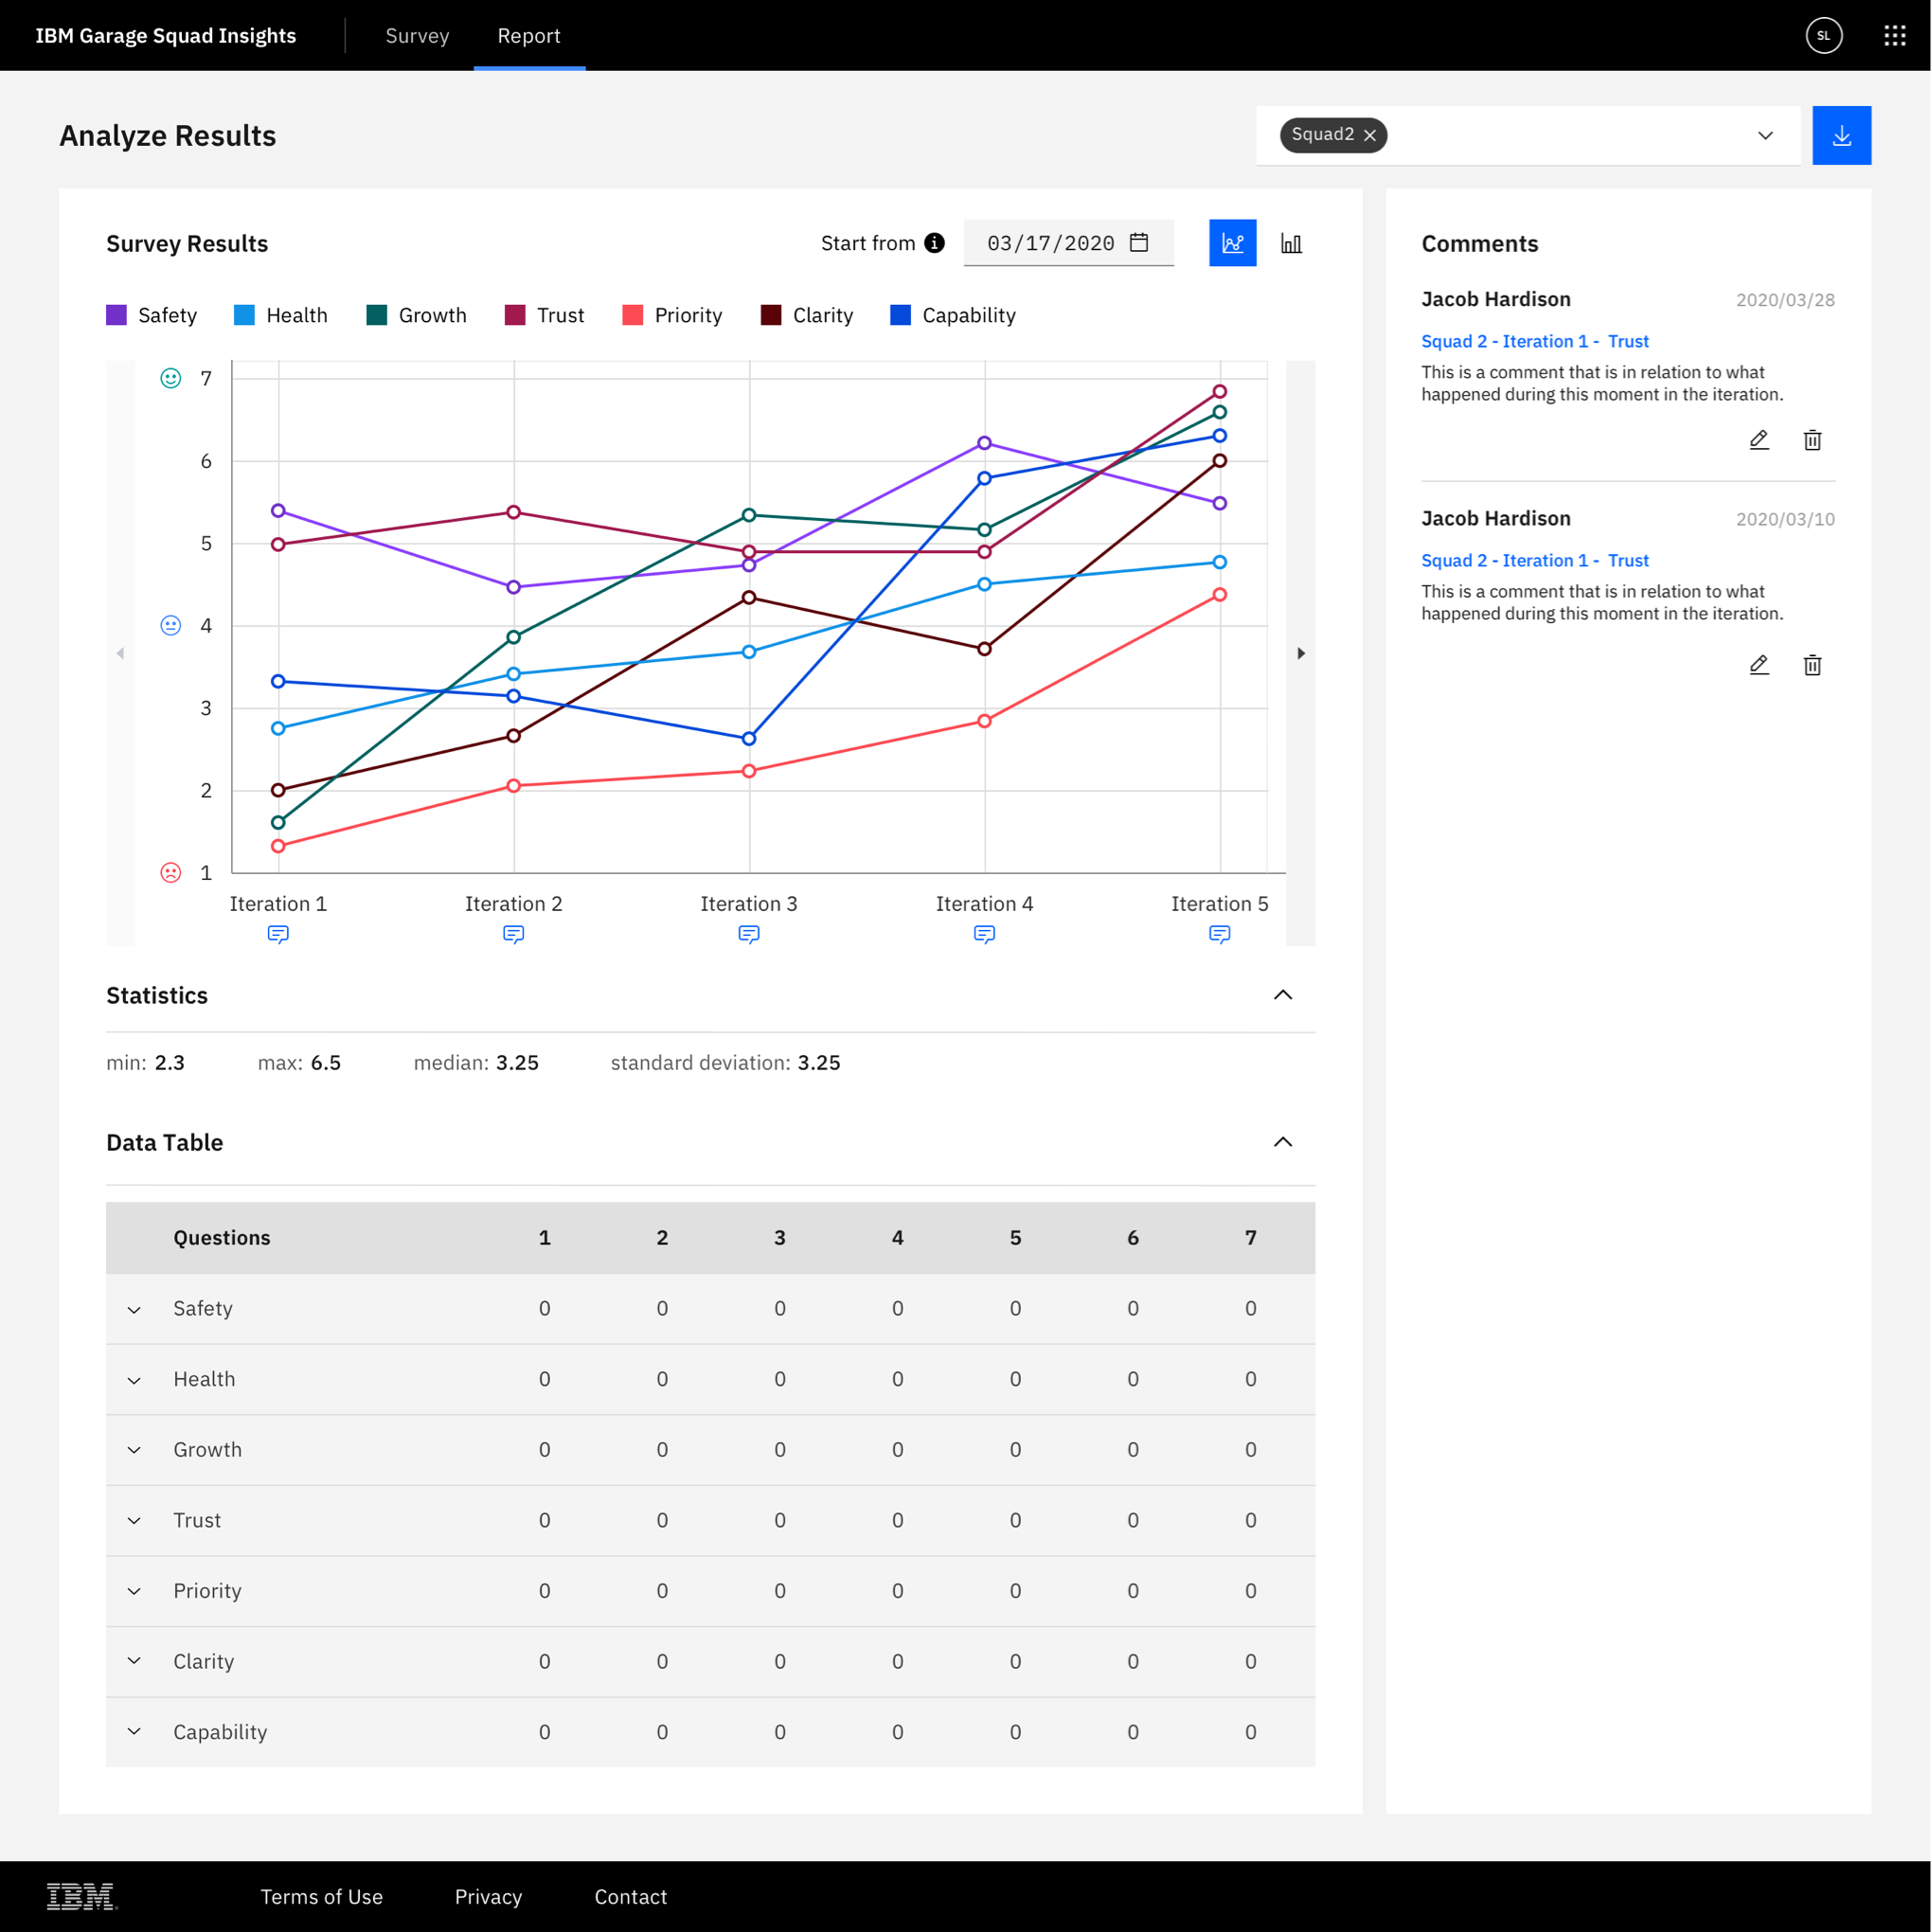 IBM Garage Squad Insights Survey Report SL
Analyze Results Squad2
Survey Results Start from 03/17/2020
Safety Health Growth Trust Priority Clarity Capability
7
6
5
4
3
2
1
Iteration 1 Iteration 2 Iteration 3 Iteration 4 Iteration 5
Statistics
min: 2.3 max: 6.5 median: 3.25 standard deviation: 3.25
Data Table
Questions 1 2 3 4 5 6 7
Safety 0 0 0 0 0 0 0
Health 0 0 0 0 0 0 0
Growth 0 0 0 0 0 0 0
Trust 0 0 0 0 0 0 0
Priority 0 0 0 0 0 0 0
Clarity 0 0 0 0 0 0 0
Capability 0 0 0 0 0 0 0
Comments
Jacob Hardison 2020/03/28
Squad 2 - Iteration 1 - Trust
This is a comment that is in relation to what
happened during this moment in the iteration.
Jacob Hardison 2020/03/10
Squad 2 - Iteration 1 - Trust
This is a comment that is in relation to what
happened during this moment in the iteration.
IBM Terms of Use Privacy Contact